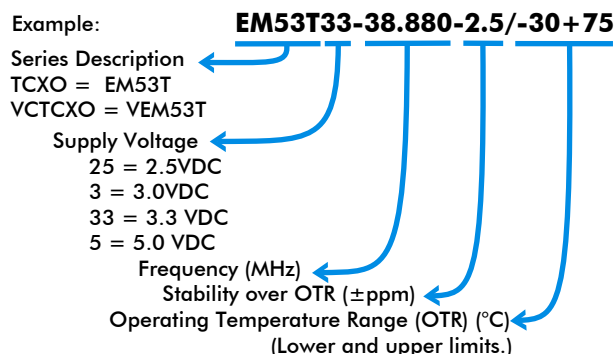 Example: EM53T33-38.880-2.5/-30+75
Series Description
TCXO = EM53T
VCTCXO = VEM53T
Supply Voltage
25 = 2.5VDC
3 = 3.0VDC
33 = 3.3 VDC
5 = 5.0 VDC
Frequency (MHz)
Stability over OTR (±ppm)
Operating Temperature Range (OTR) (°C)
(Lower and upper limits.)